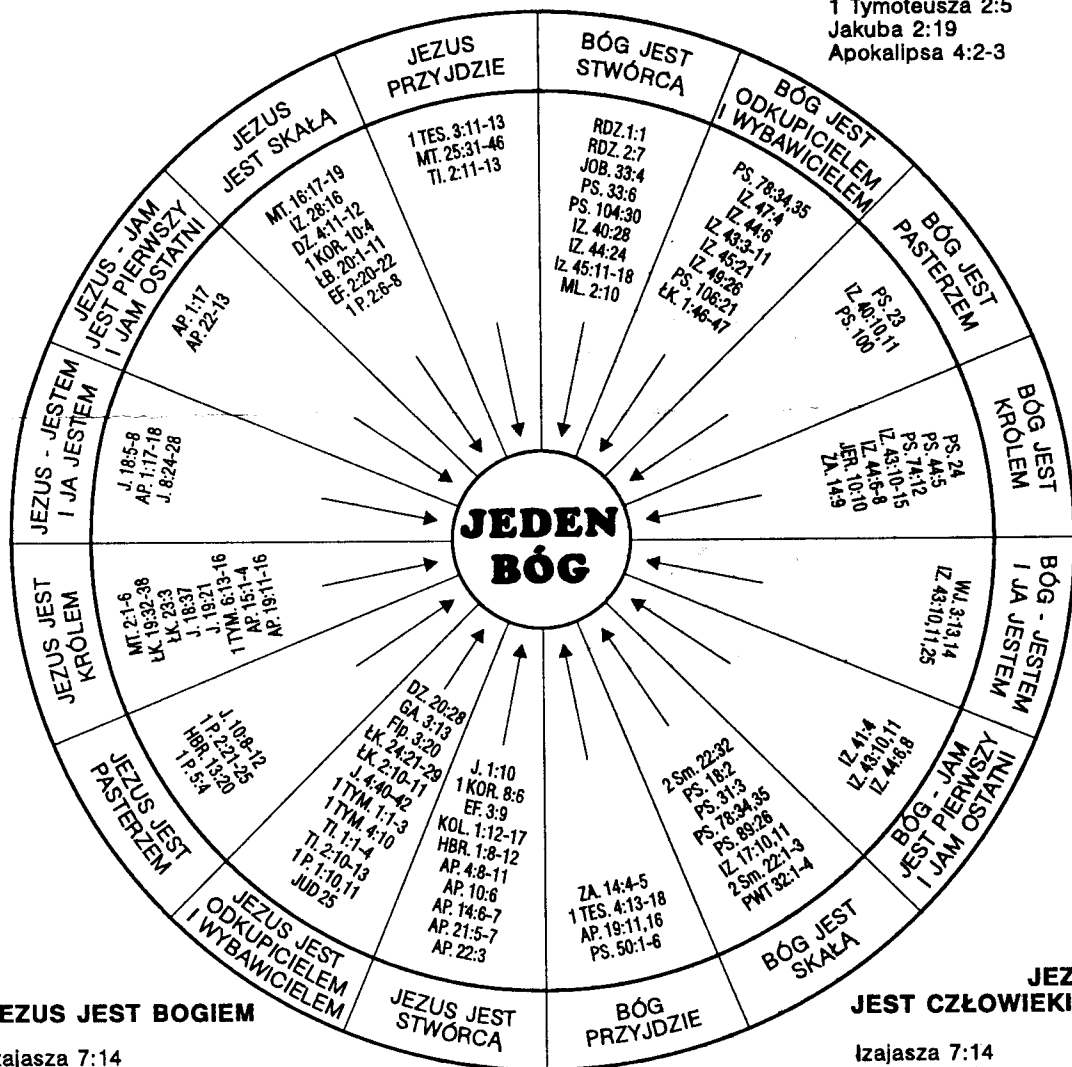 1 Tymoteusza 2:5
Jakuba 2:19
Apokalipsa 4:2-3
JEZUS
PRZYJDZIE
1 TES. 3:11-13
MT. 25:31-46
TI. 2:11-13
BÓG JEST
STWÓRCĄ
RDZ.1:1
RDZ. 2:7
JOB. 33:4
PS. 33:6
PS. 104:30
IZ. 40:28
IZ. 44:24
IZ. 45:11-18
ML. 2:10
BÓG JEST
ODKUPICIELEM
I WYBAWICIELEM
PS. 78:34,35
IZ. 47:4
IZ. 44:6
IZ. 43:3-11
IZ. 45:21
IZ. 49:26
PS. 106:21
ŁK. 1:46-47
BÓG JEST
PASTERZEM
PS. 23
IZ. 40:10,11
PS. 100
BÓG JEST
KRÓLEM
PS. 24
PS. 44:5
PS. 74:12
IZ. 43:10-15
IZ. 44:6-8
JER. 10:10
ZA. 14:9
BÓG - JESTEM
I JA JESTEM
WJ. 3:13,14
IZ. 43:10,11,25
BÓG - JAM
JEST PIERWSZY
I JAM OSTATNI
IZ. 41:4
IZ. 43:10,11
IZ. 44:6,8
BÓG JEST
SKAŁĄ
2 Sm. 22:32
PS. 18:2
PS. 31:3
PS. 78:34,35
PS. 89:26
IZ. 17:10,11
2 Sm. 22:1-3
PWT 32:1-4
BÓG
PRZYJDZIE
ZA. 14:4-5
1 TES. 4:13-18
AP. 19:11,16
PS. 50:1-6
JEZUS JEST
STWÓRCĄ
J. 1:10
1 KOR. 8:6
EF. 3:9
KOL. 1:12-17
HBR. 1:8-12
AP. 4:8-11
AP. 10:6
AP. 14:6-7
AP. 21:5-7
AP. 22:3
JEZUS JEST
ODKUPICIELEM
I WYBAWICIELEM
DZ. 20:28
GA. 3:13
Flp. 3:20
ŁK. 24:21-29
ŁK. 2:10-11
J. 4:40-42
1 TYM. 1:1-3
1 TYM. 4:10
TI. 1:1-4
TI. 2:10-13
1 P. 1:10,11
JUD 25
JEZUS JEST
PASTERZEM
J. 10:8-12
1 P. 2:21-25
HBR. 13:20
1 P. 5:4
JEZUS JEST
KRÓLEM
MT. 2:1-6
ŁK. 19:32-38
ŁK. 23:3
J. 18:37
J. 19:21
1 TYM. 6:13-16
AP. 15:1-4
AP. 19:11-16
JEZUS - JESTEM
I JA JESTEM
J. 18:5-8
AP. 1:17-18
J. 8:24-28
JEZUS - JAM
JEST PIERWSZY
I JAM OSTATNI
AP. 1:17
AP. 22-13
JEZUS
JEST SKAŁĄ
MT. 16:17-19
IZ. 28:16
DZ. 4:11-12
1 KOR. 10:4
ŁB. 20:1-11
EF. 2:20-22
1 P. 2:6-8
JEDEN
BÓG
EZUS JEST BOGIEM
zajasza 7:14
JEZ
JEST CZŁOWIEKI
Izajasza 7:14